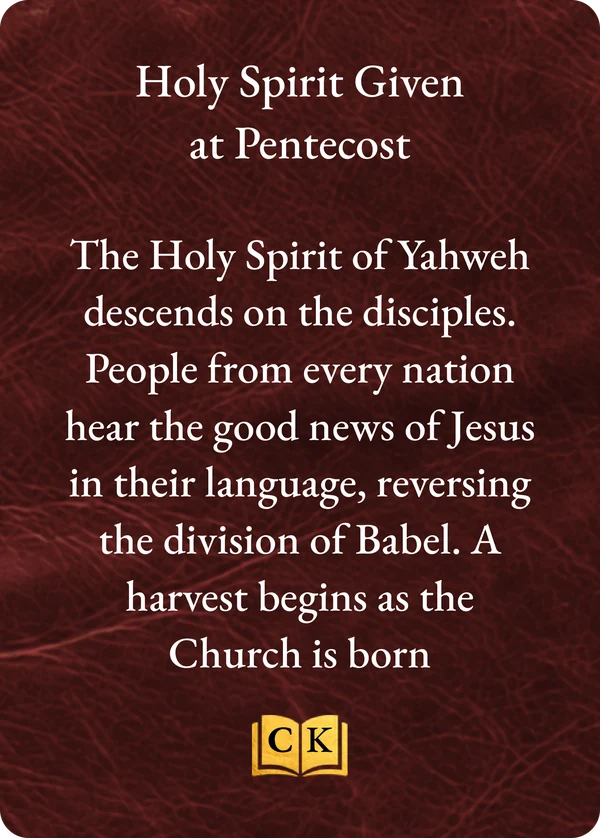 Holy Spirit Given
at Pentecost
The Holy Spirit of Yahweh
descends on the disciples.
People from every nation
hear the good news of Jesus
in their language, reversing
the division of Babel. A
harvest begins as the
Church is born
C K